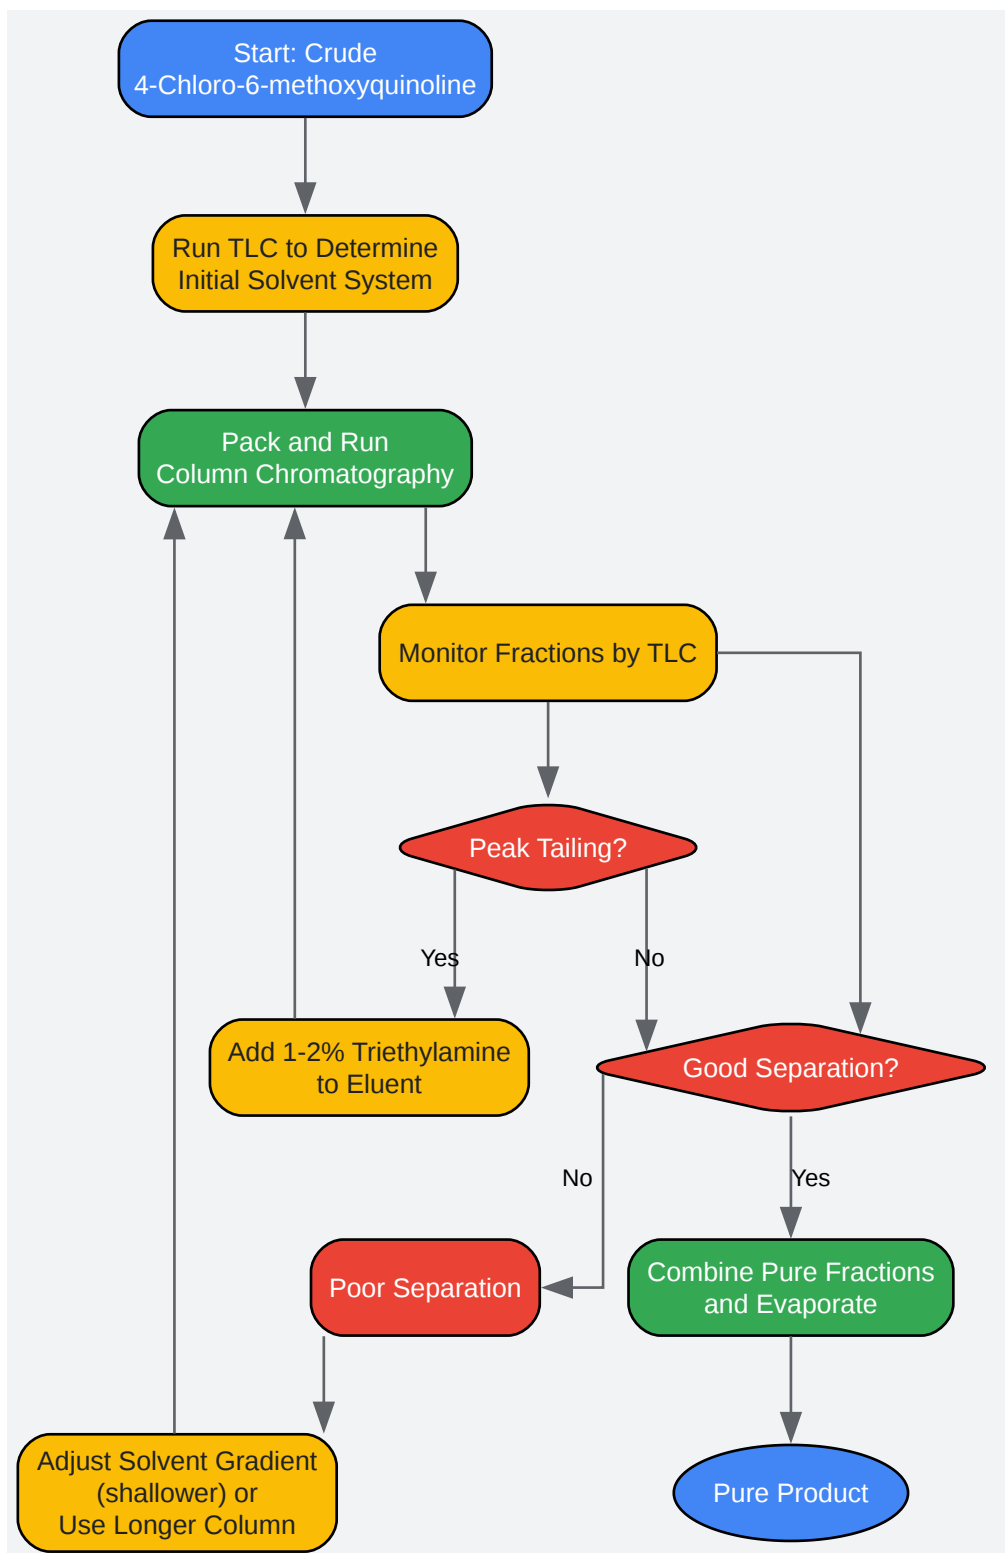 Start: Crude
4-Chloro-6-methoxyquinoline
Run TLC to Determine
Initial Solvent System
Pack and Run
Column Chromatography
Monitor Fractions by TLC
Peak Tailing?
Yes
No
Add 1-2% Triethylamine
to Eluent
Good Separation?
No
Yes
Poor Separation
Combine Pure Fractions
and Evaporate
Adjust Solvent Gradient
(shallower) or
Use Longer Column
Pure Product